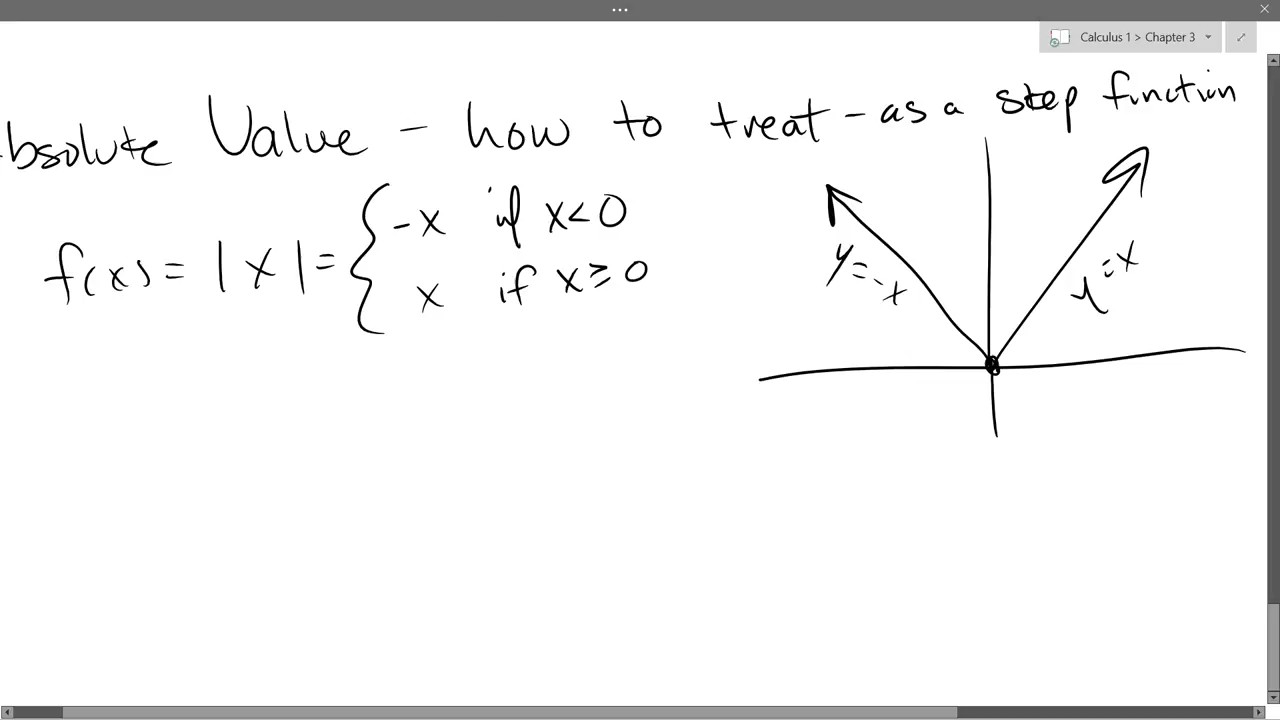 Calculus 1 > Chapter 3
bsolute Value - how to treat - as a step function
f(x) = |x| = { -x if x < 0
x if x ≥ 0
y = -x
y = x